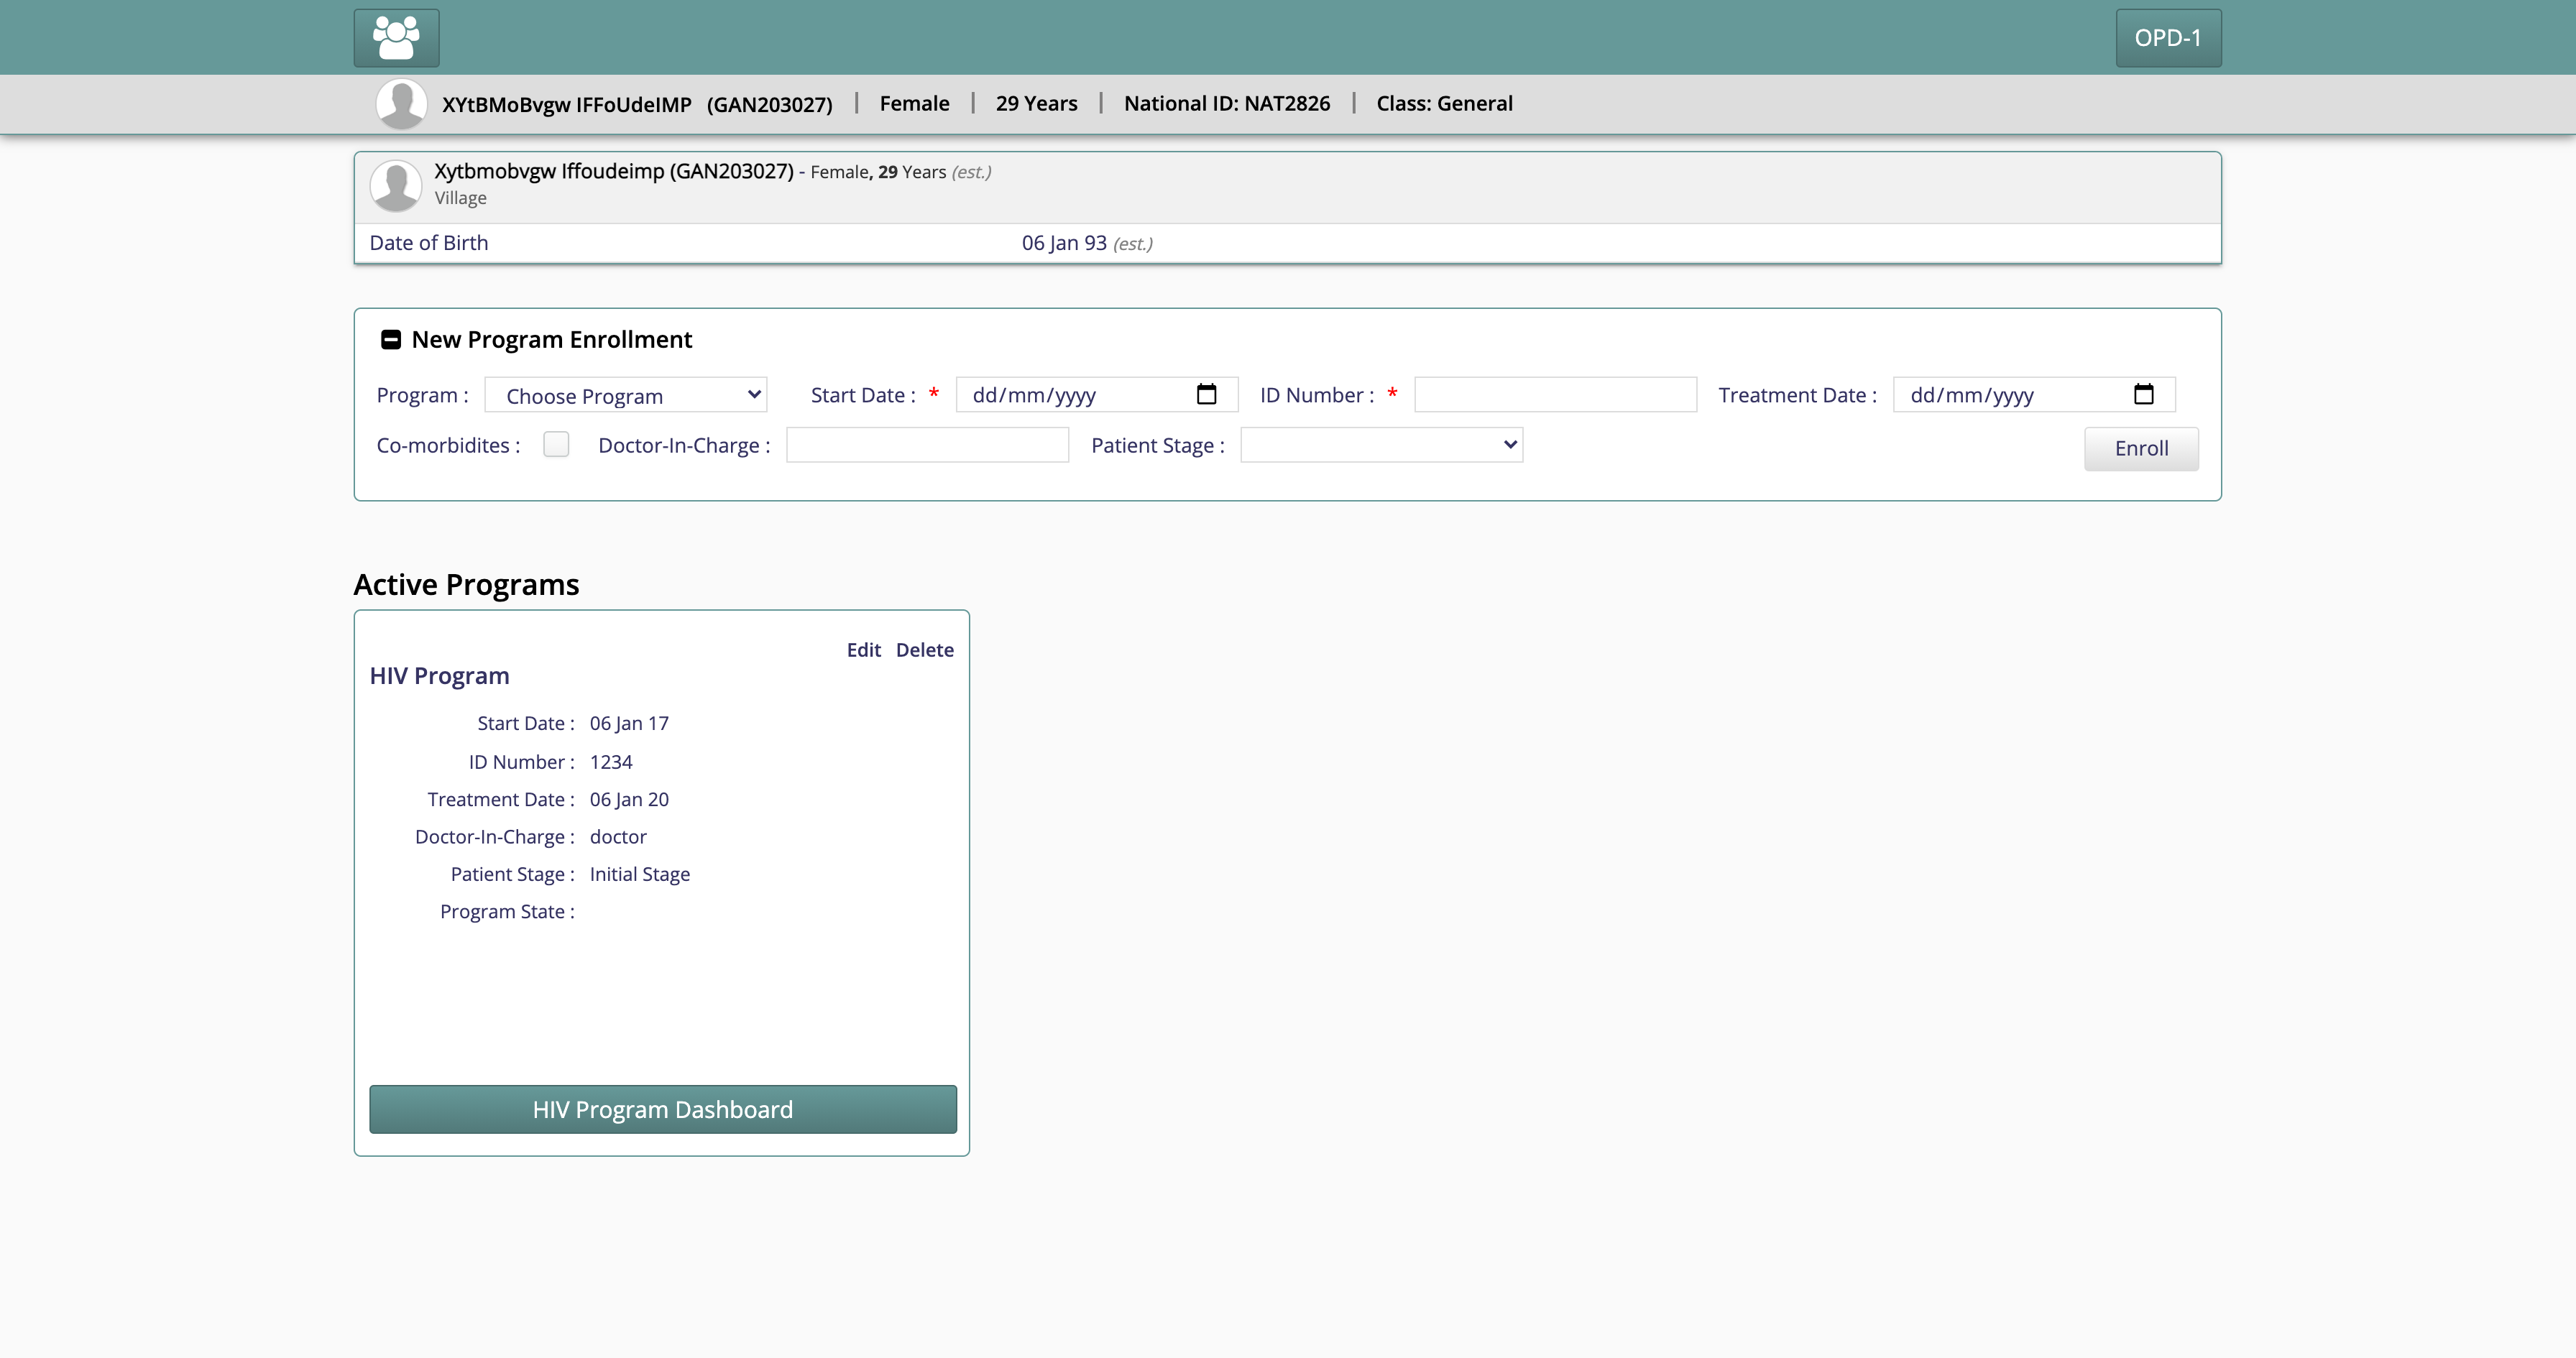 OPD-1
XYtBMoBvgw IFFoUdeIMP (GAN203027) | Female | 29 Years | National ID: NAT2826 | Class: General
Xytbmobvgw Iffoudeimp (GAN203027) - Female, 29 Years (est.)
Village
Date of Birth 06 Jan 93 (est.)
New Program Enrollment
Program : Choose Program Start Date : * dd/mm/yyyy ID Number : * Treatment Date : dd/mm/yyyy
Co-morbidites : Doctor-In-Charge : Patient Stage : Enroll
Active Programs
Edit Delete
HIV Program
Start Date : 06 Jan 17
ID Number : 1234
Treatment Date : 06 Jan 20
Doctor-In-Charge : doctor
Patient Stage : Initial Stage
Program State :
HIV Program Dashboard